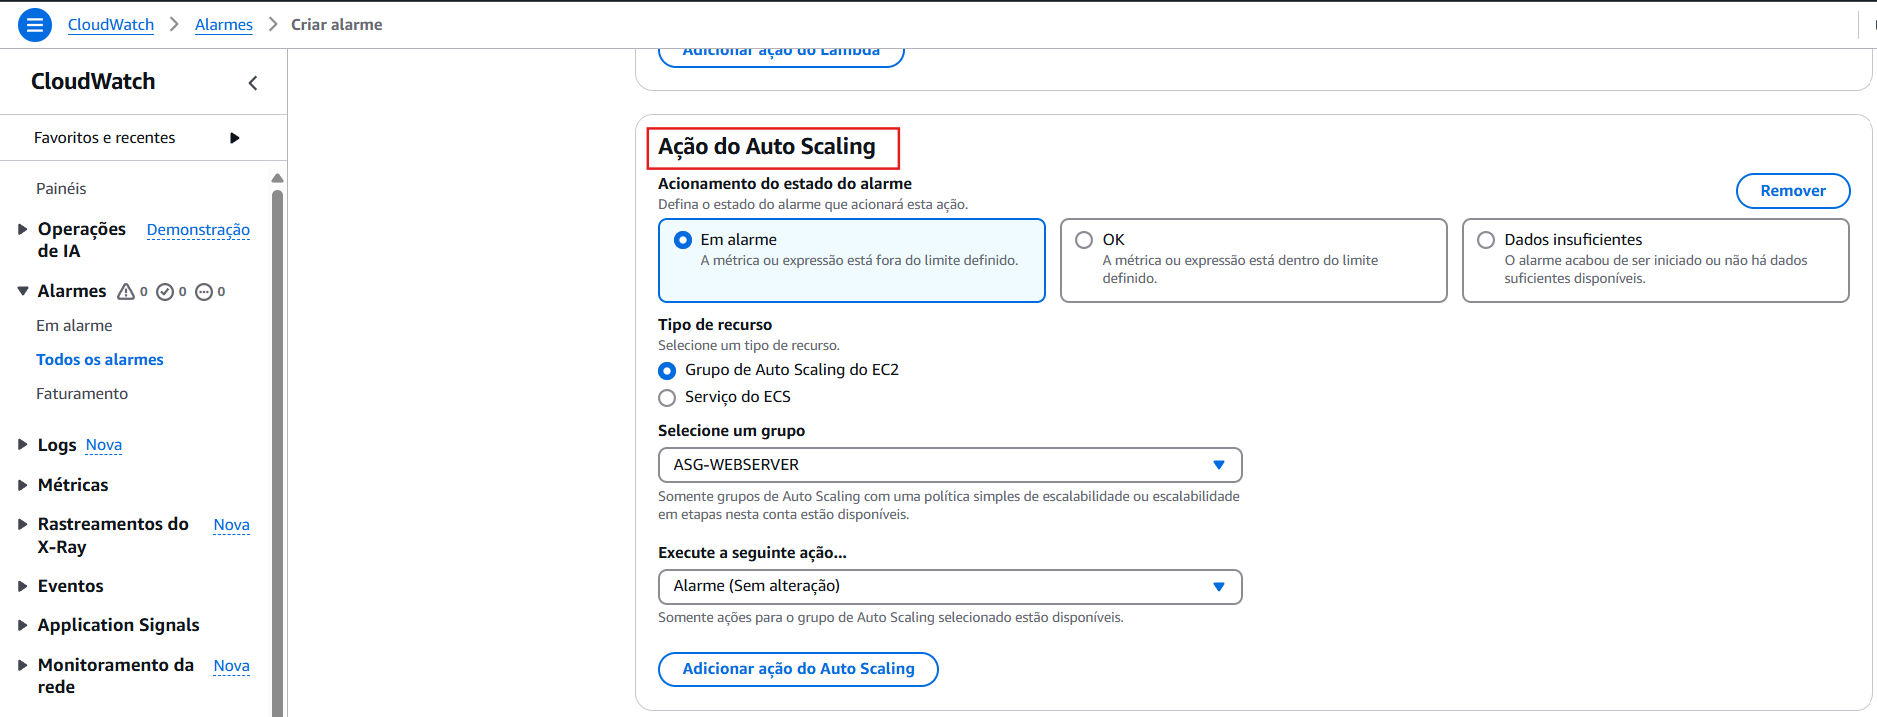 CloudWatch > Alarmes > Criar alarme
Adicionar ação do Lambda
CloudWatch
Favoritos e recentes
Painéis
Operações de IA Demonstração
Alarmes 0 0 0
Em alarme
Todos os alarmes
Faturamento
Logs Nova
Métricas
Rastreamentos do X-Ray Nova
Eventos
Application Signals
Monitoramento da rede Nova
Ação do Auto Scaling
Acionamento do estado do alarme
Defina o estado do alarme que acionará esta ação.
Remover
Em alarme
A métrica ou expressão está fora do limite definido.
OK
A métrica ou expressão está dentro do limite
definido.
Dados insuficientes
O alarme acabou de ser iniciado ou não há dados
suficientes disponíveis.
Tipo de recurso
Selecione um tipo de recurso.
Grupo de Auto Scaling do EC2
Serviço do ECS
Selecione um grupo
ASG-WEBSERVER
Somente grupos de Auto Scaling com uma política simples de escalabilidade ou escalabilidade
em etapas nesta conta estão disponíveis.
Execute a seguinte ação...
Alarme (Sem alteração)
Somente ações para o grupo de Auto Scaling selecionado estão disponíveis.
Adicionar ação do Auto Scaling